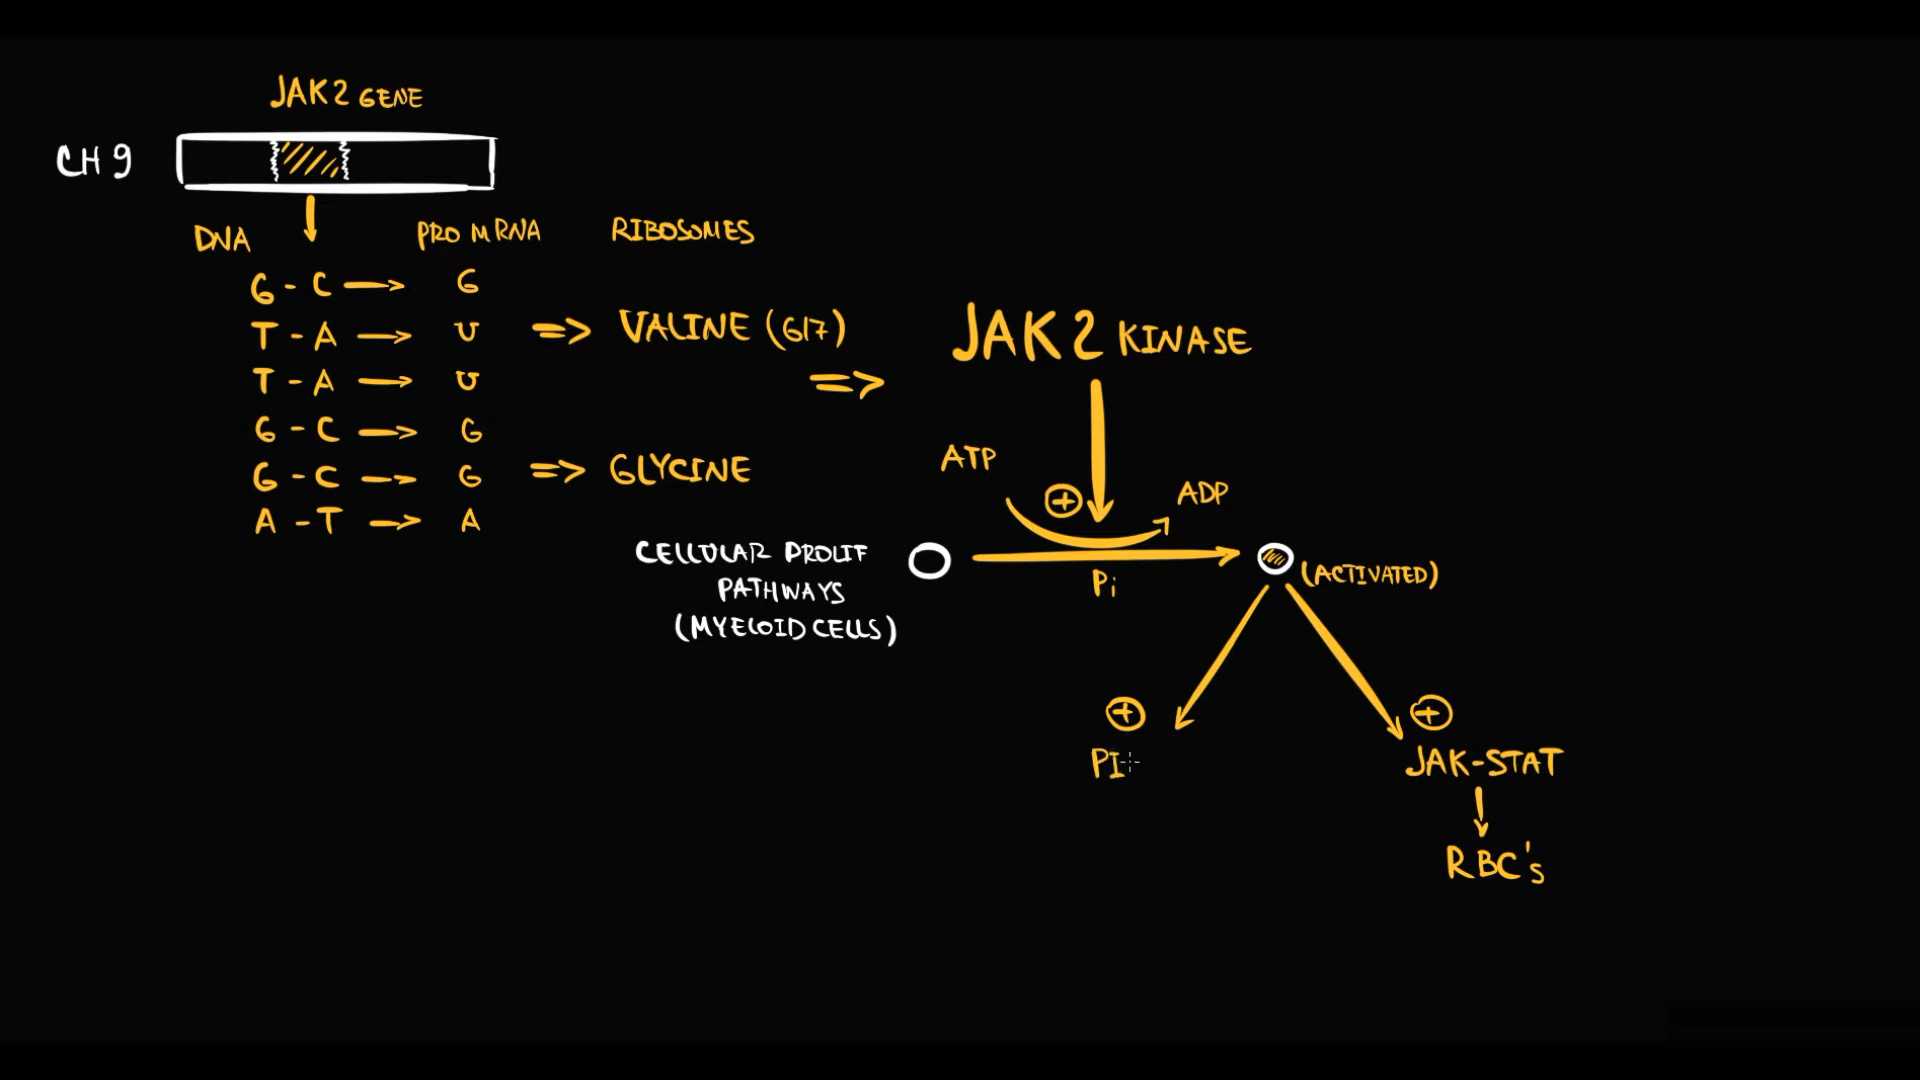 JAK2 GENE
CH 9
DNA PRO MRNA RIBOSOMES
G - C → G
T - A → U => VALINE (617)
T - A → U
G - C → G
G - C → G => GLYCINE
A - T → A
=> JAK2 KINASE
ATP + ADP
Pi
CELLULAR PROLIF
PATHWAYS
(MYELOID CELLS)
(ACTIVATED)
+ +
PI JAK-STAT
RBC's